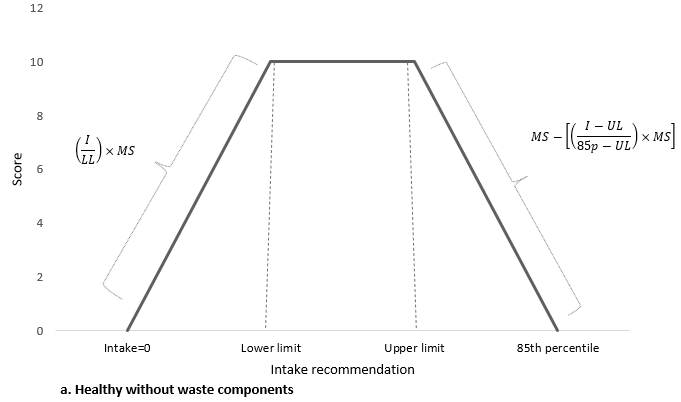 12
10
8
6
4
2
0
Score
(I/LL) × MS
MS − [(I − UL / 85p − UL) × MS]
Intake=0 Lower limit Upper limit 85th percentile
Intake recommendation
a. Healthy without waste components